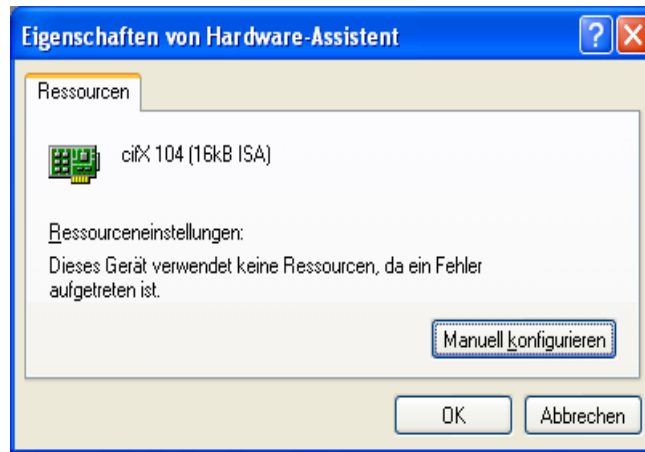 Eigenschaften von Hardware-Assistent
Ressourcen
cifX 104 (16kB ISA)
Ressourceneinstellungen:
Dieses Gerät verwendet keine Ressourcen, da ein Fehler
aufgetreten ist.
Manuell konfigurieren
OK Abbrechen